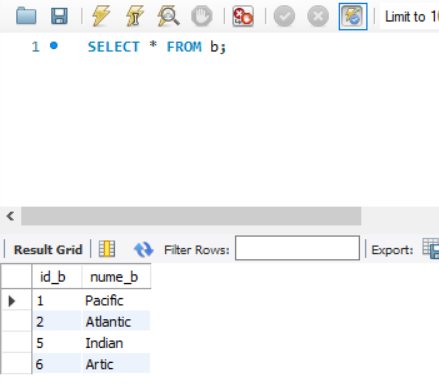 Limit to 10
1 SELECT * FROM b;
Result Grid Filter Rows: Export:
id_b nume_b
1 Pacific
2 Atlantic
5 Indian
6 Artic